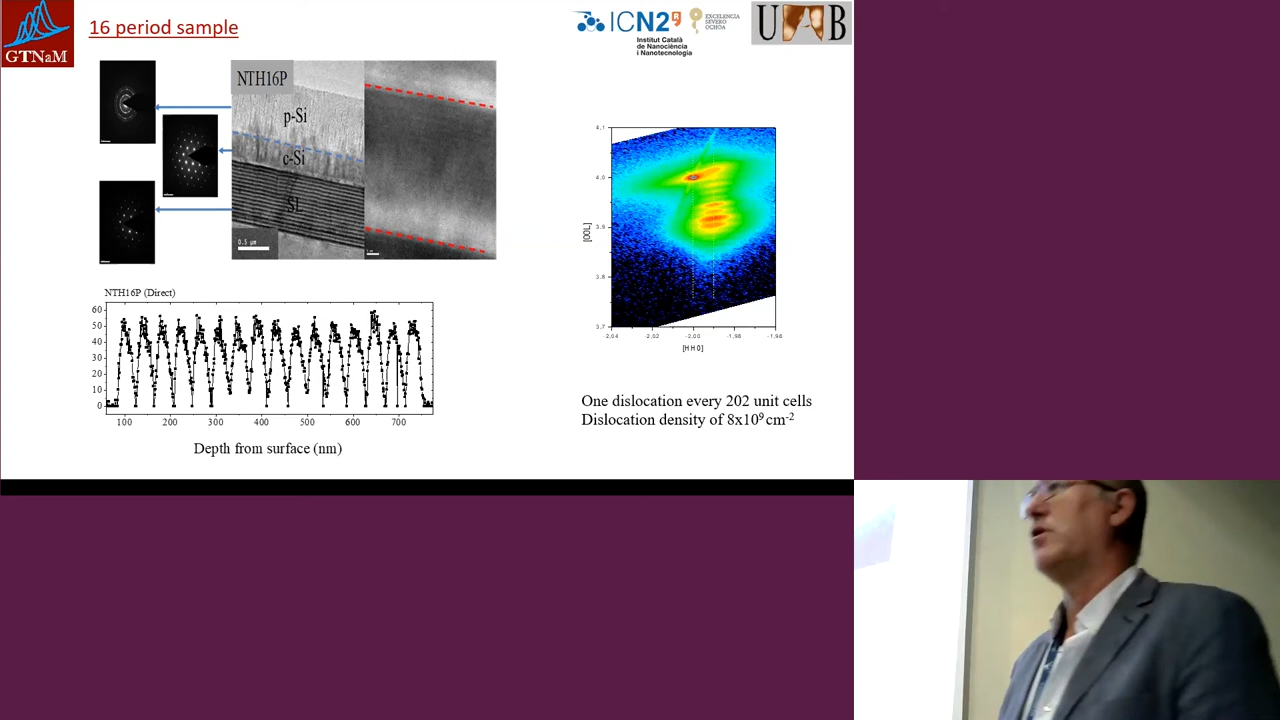 GTNaM
16 period sample
ICN2
Institut Català
de Nanociència
i Nanotecnologia
EXCELENCIA
SEVERO
OCHOA
U B
NTH16P
p-Si
c-Si
SL
0.5 µm
4.1
4.0
3.9
3.8
3.7
[00L]
-2.04
-2.02
-2.00
-1.98
-1.96
[HH0]
NTH16P (Direct)
60
50
40
30
20
10
0
100
200
300
400
500
600
700
Depth from surface (nm)
One dislocation every 202 unit cells
Dislocation density of 8x10⁹ cm⁻²